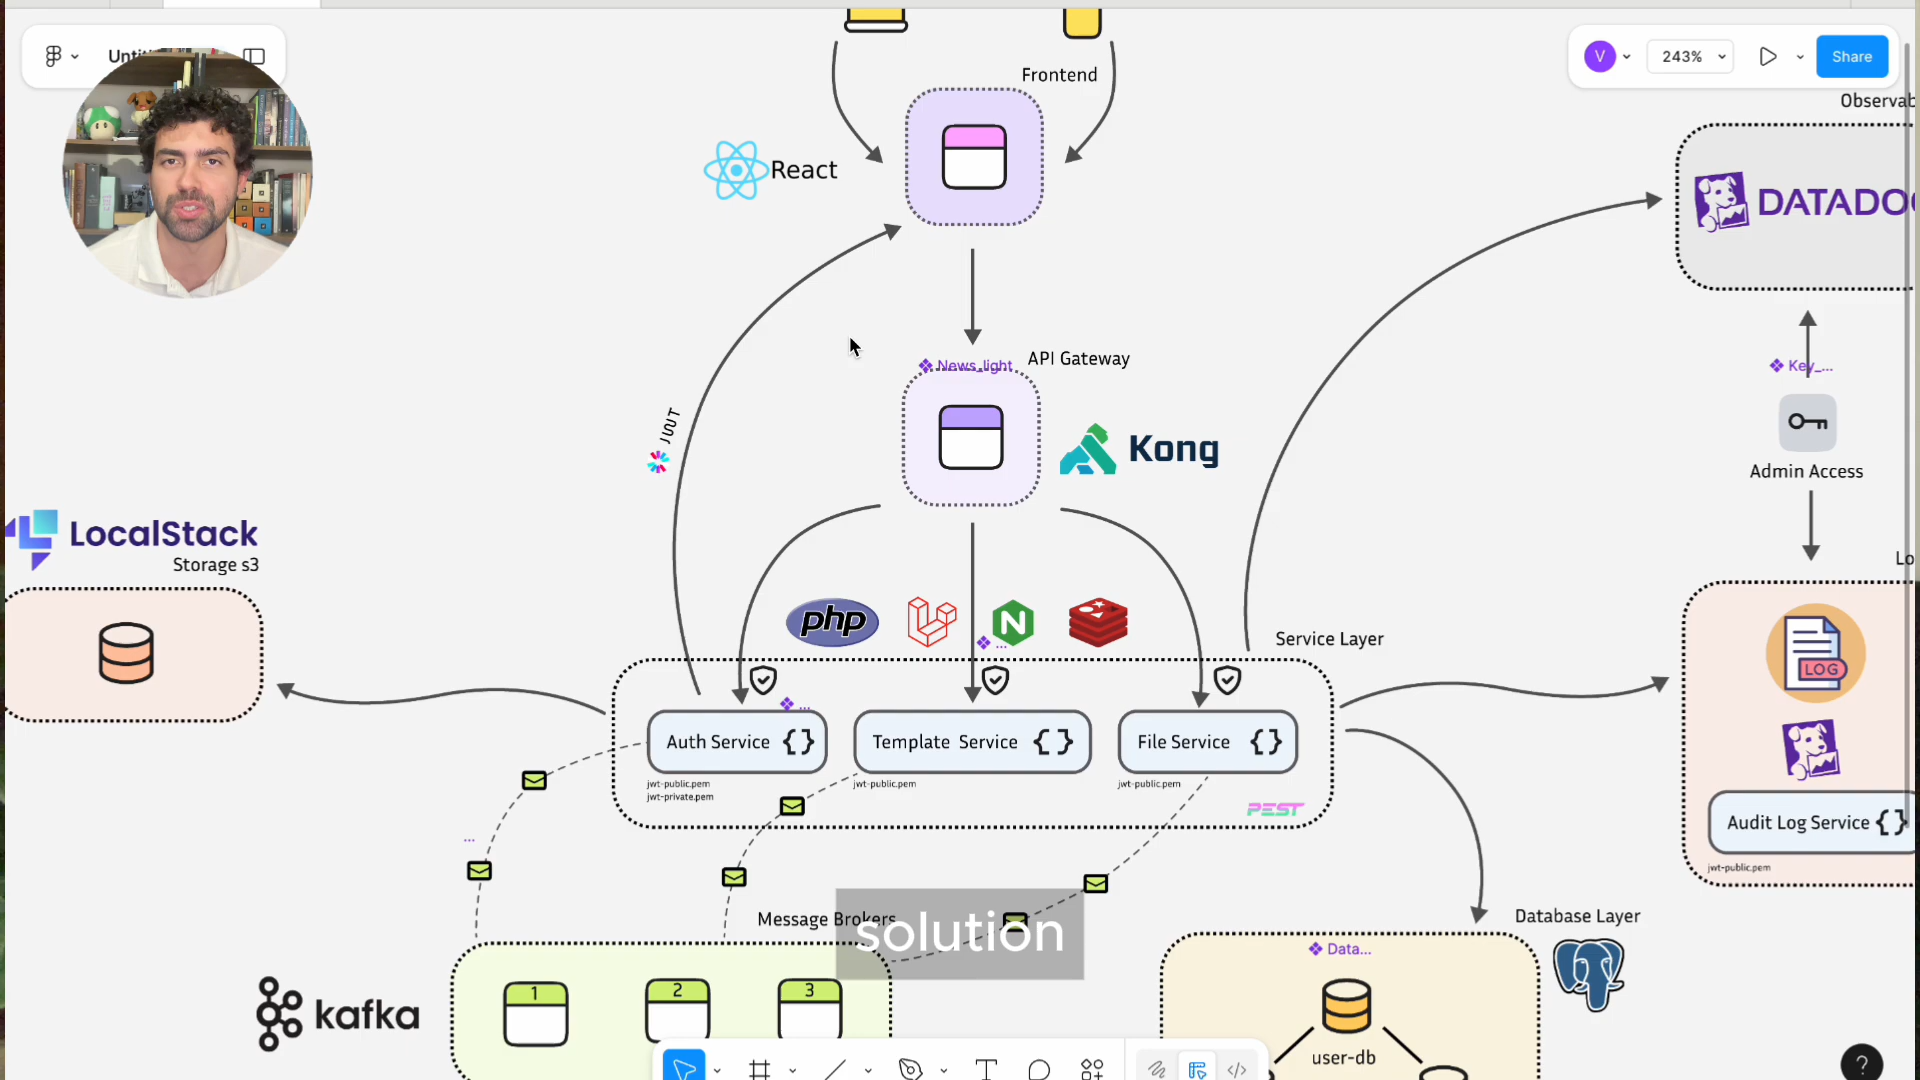 Untit
V
243%
Share
Frontend
Observab
React
DATADO
News_light
API Gateway
Key_...
Kong
JWT
Admin Access
LocalStack
Storage s3
Lo
php
N
...
Service Layer
LOG
...
Auth Service {}
Template Service {}
File Service {}
jwt-public.pem
jwt-private.pem
jwt-public.pem
jwt-public.pem
PEST
Audit Log Service {}
jwt-public.pem
...
Message Brokers
solution
Database Layer
Data...
kafka
1
2
3
user-db
T
</>
?